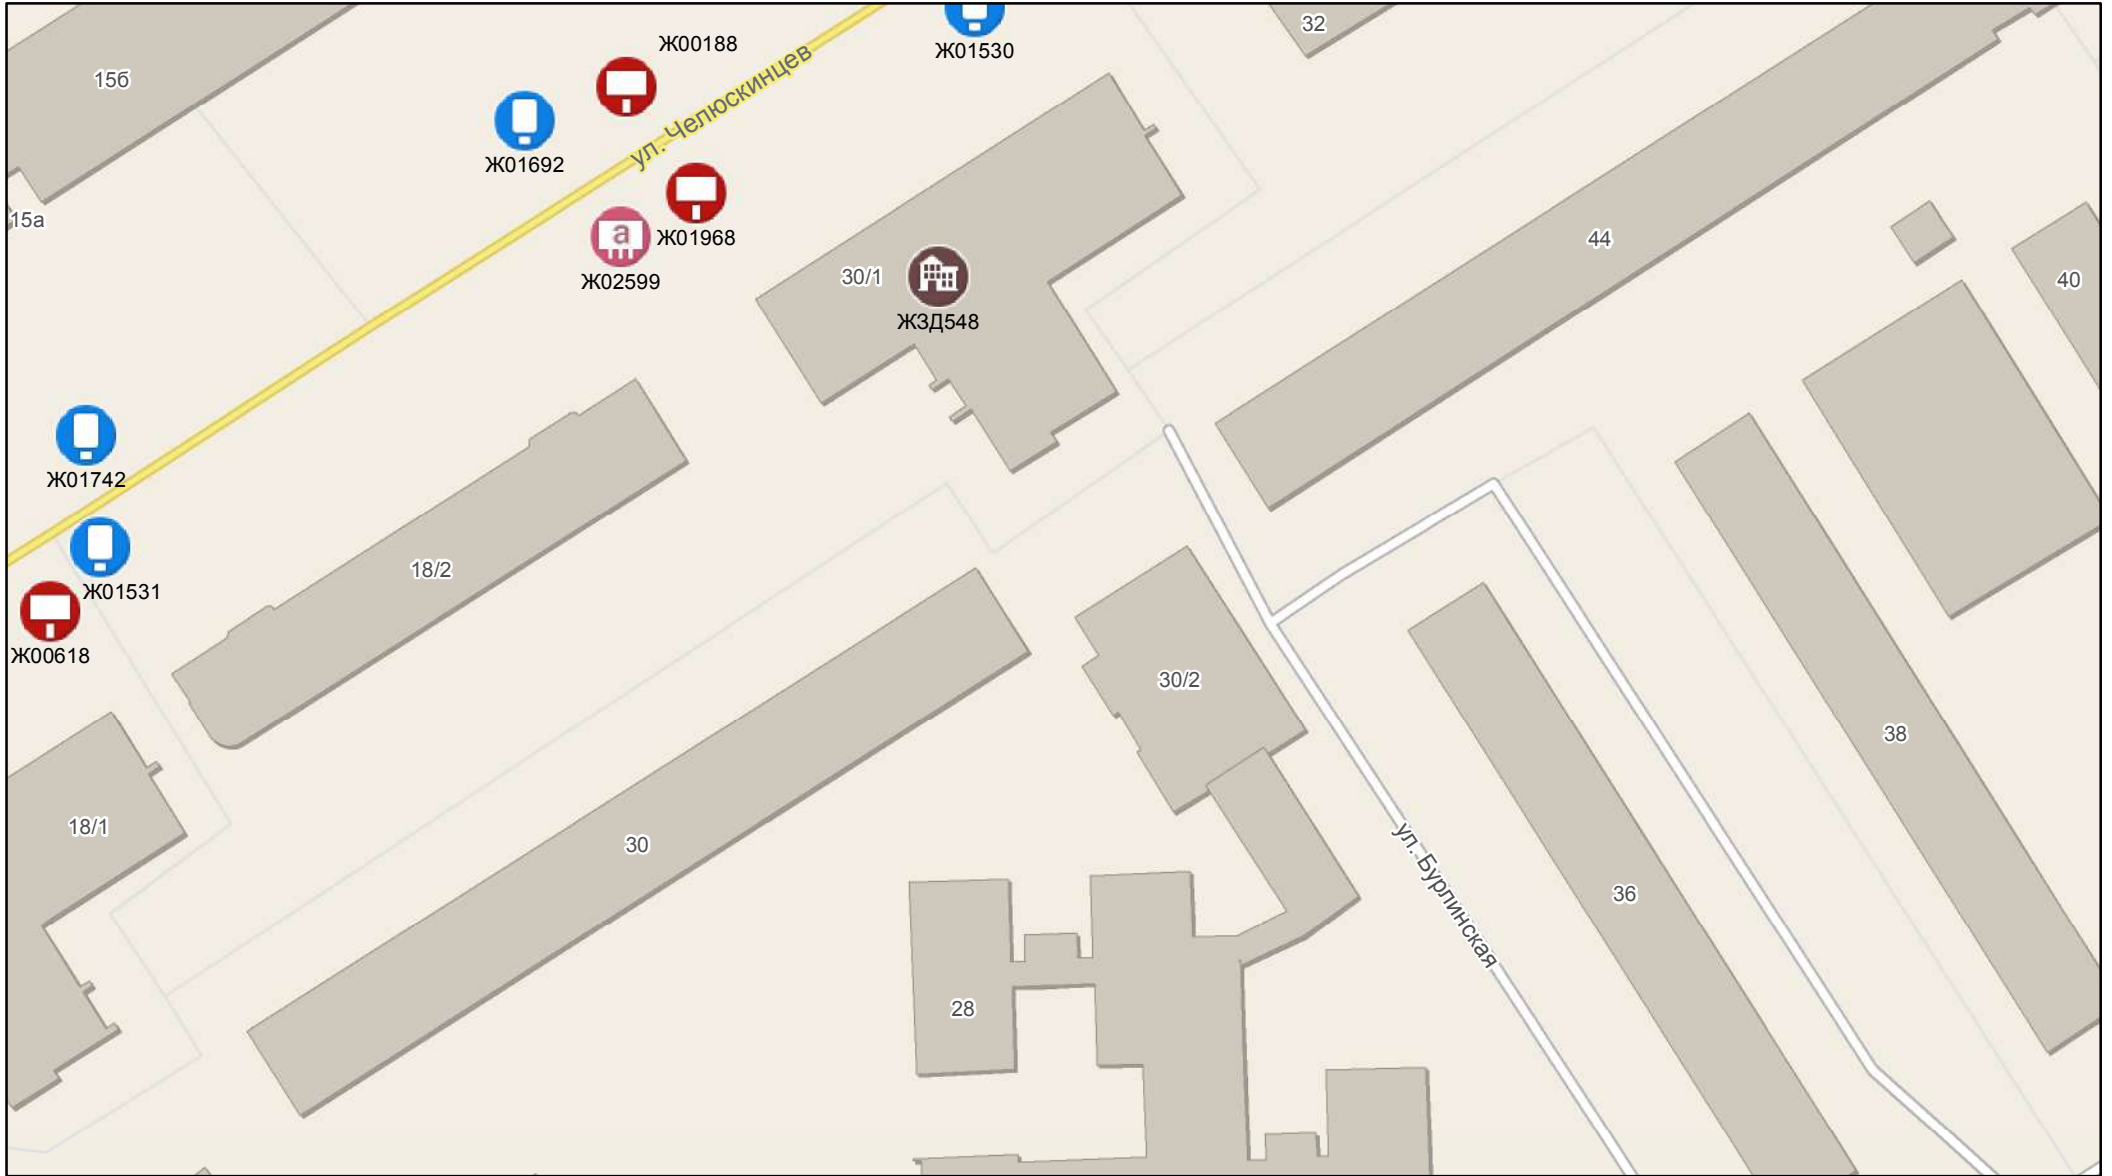 32
Ж00188
Ж01530
15б
ул. Челюскинцев
Ж01692
15а
Ж01968
44
a
30/1
Ж02599
40
ЖЗД548
Ж01742
18/2
Ж01531
Ж00618
30/2
38
18/1
30
ул. Бурлинская
36
28